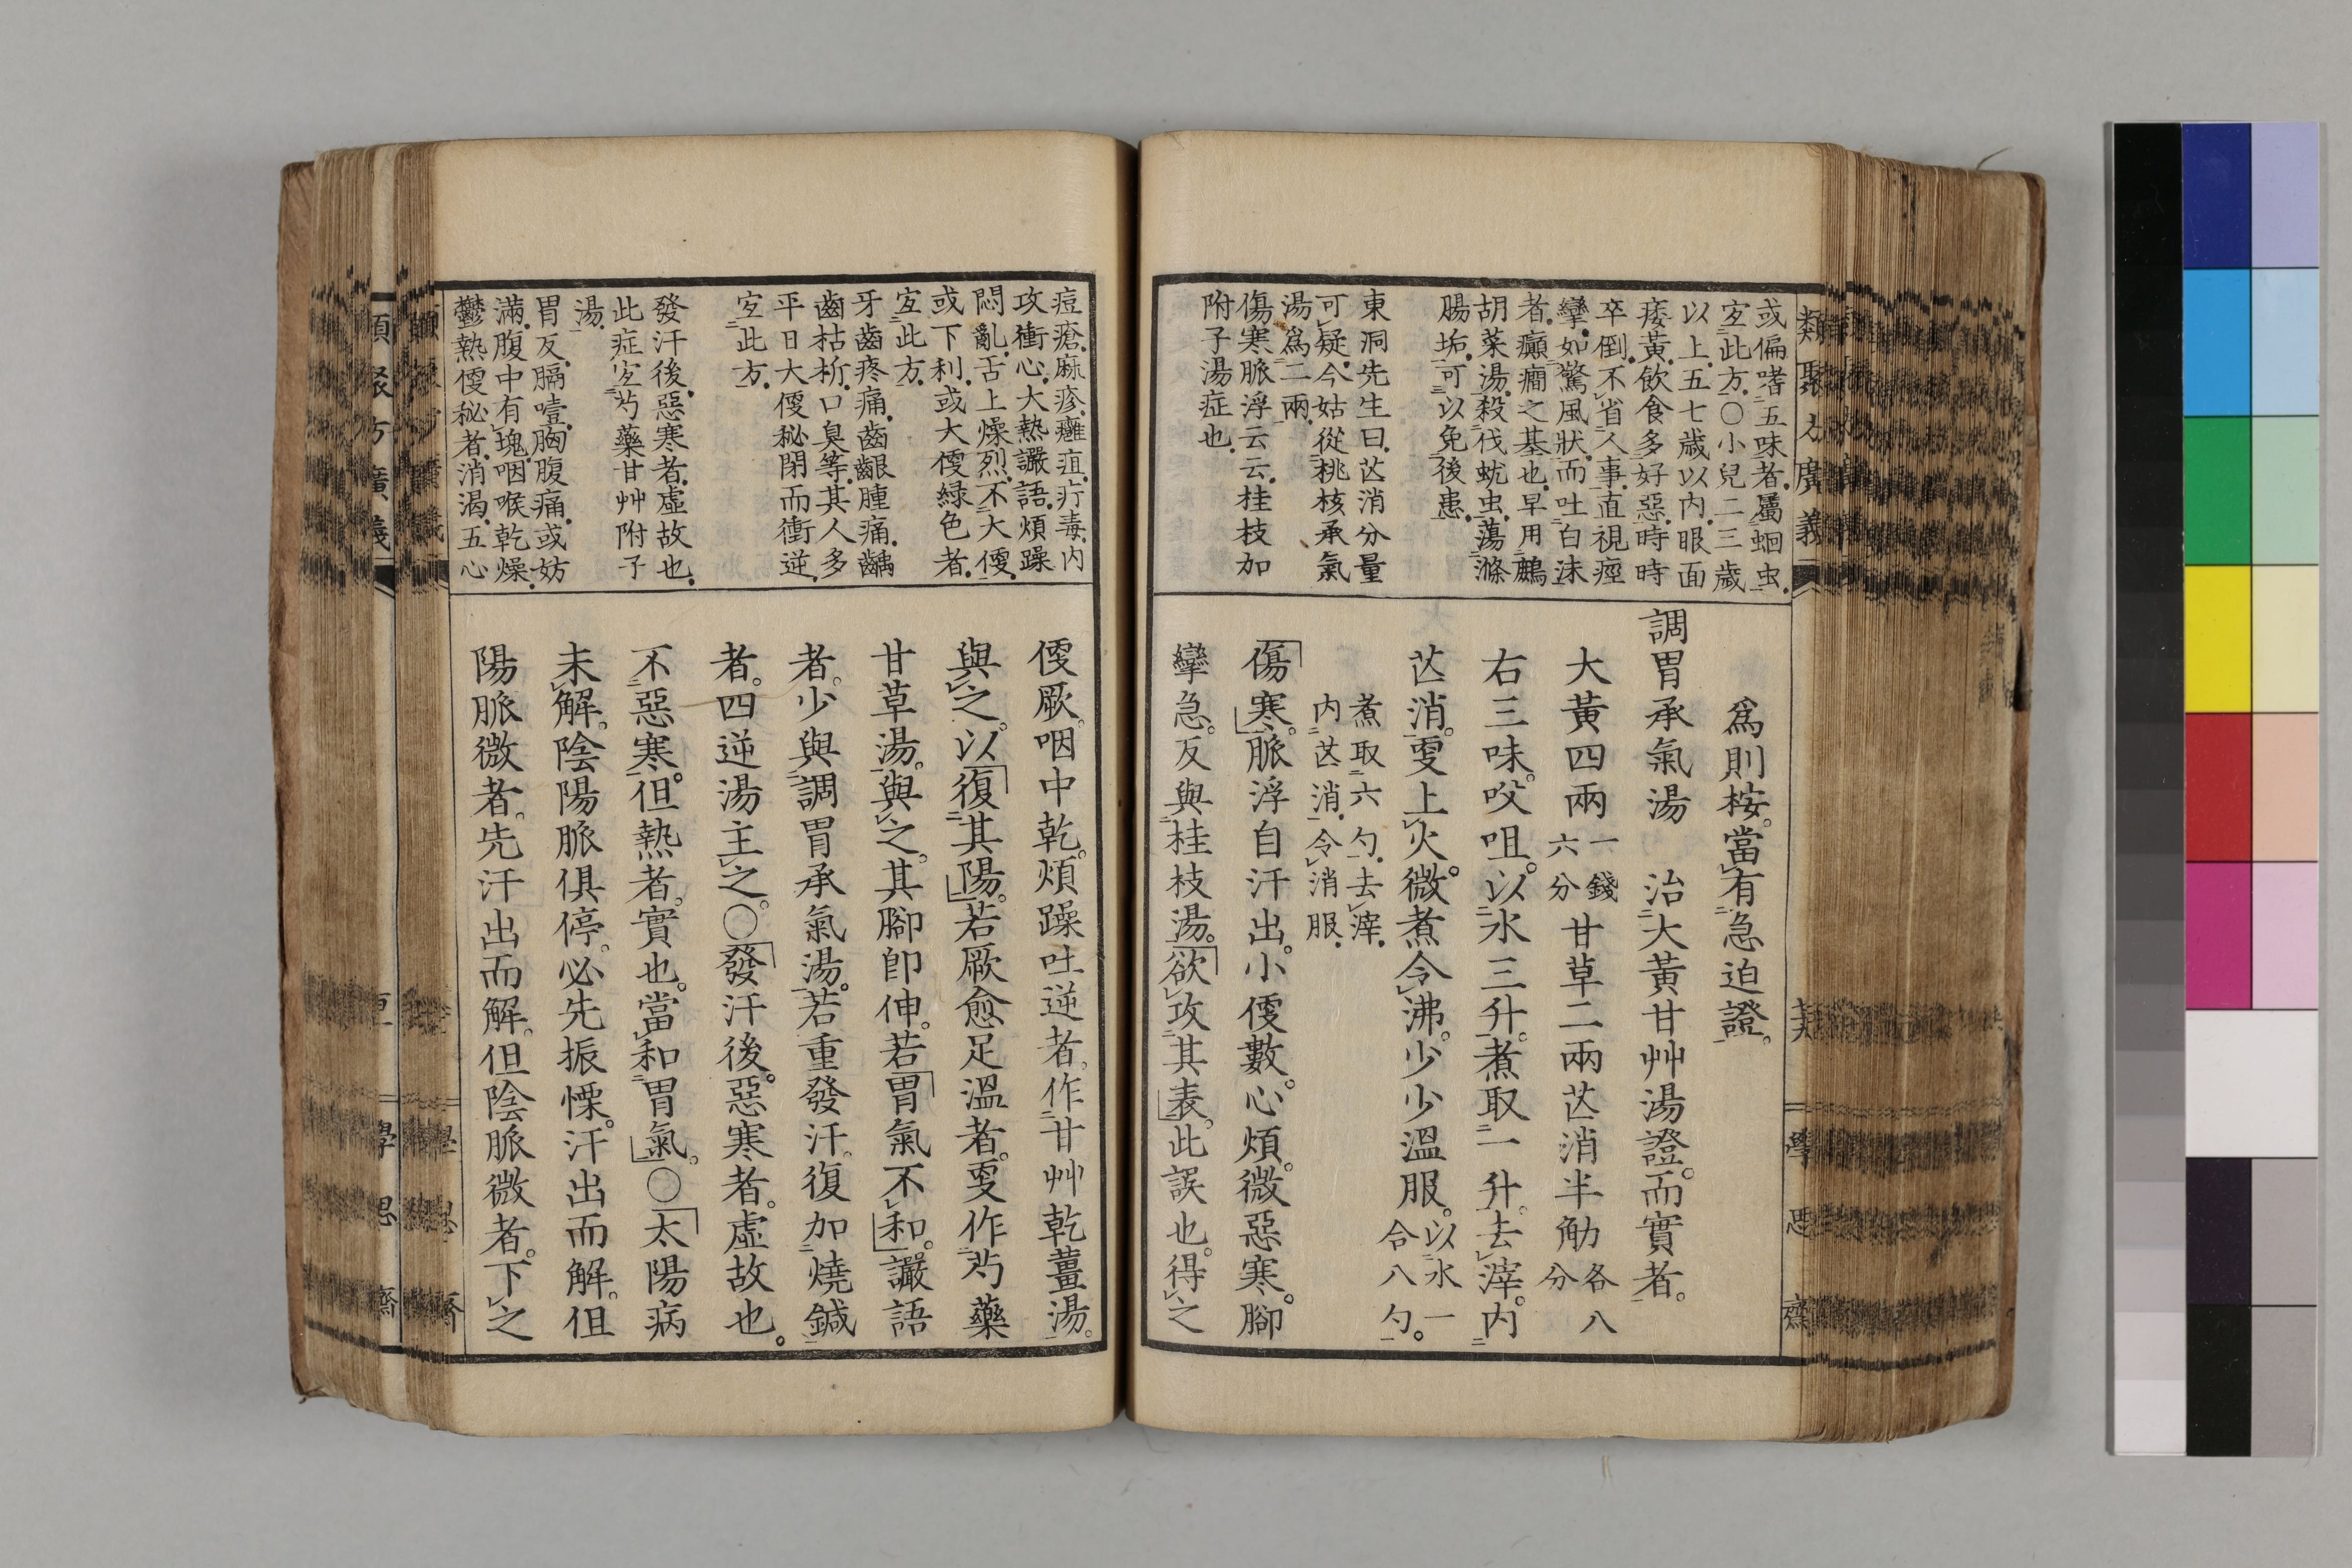 類聚方廣義
或偏嗜五味者屬蛔虫
宐此方○小兒二三歲
以上五七歲以內眼面
痿黃飲食多好惡時時
卒倒不省人事直視痙
攣如驚風狀而吐白沫
者癲癇之基也早用鷓
胡菜湯殺伐蚘虫蕩滌
腸垢可以免後患
東洞先生曰芒消分量
可疑今姑從桃核承氣
湯爲二兩
傷寒脈浮云云桂枝加
附子湯症也
爲則桉當有急迫證
調胃承氣湯 治大黃甘艸湯證而實者
大黃四兩一錢六分甘草二兩芒消半觔各八分
右三味㕮咀以水三升煮取一升去滓內
芒消更上火微煮令沸少少溫服以水一合八勺
煮取六勺去滓
內芒消令消服
傷寒脈浮自汗出小便數心煩微惡寒腳
攣急反與桂枝湯欲攻其表此誤也得之
學思齋
痘瘡麻疹癰疽疔毒內
攻衝心大熱讝語煩躁
悶亂舌上燥烈不大便
或下利或大便綠色者
宐此方
牙齒疼痛齒齦腫痛齲
齒枯析口臭等其人多
平日大便秘閉而衝逆
宐此方
發汗後惡寒者虛故也
此症宐芍藥甘艸附子
湯
胃反膈噎胸腹痛或妨
滿腹中有塊咽喉乾燥
鬱熱便秘者消渴五心
便厥咽中乾煩躁吐逆者作甘艸乾薑湯
與之以復其陽若厥愈足溫者更作芍藥
甘草湯與之其腳卽伸若胃氣不和讝語
者少與調胃承氣湯若重發汗復加燒鍼
者四逆湯主之○發汗後惡寒者虛故也
不惡寒但熱者實也當和胃氣○太陽病
未解陰陽脈俱停必先振慄汗出而解但
陽脈微者先汗出而解但陰脈微者下之